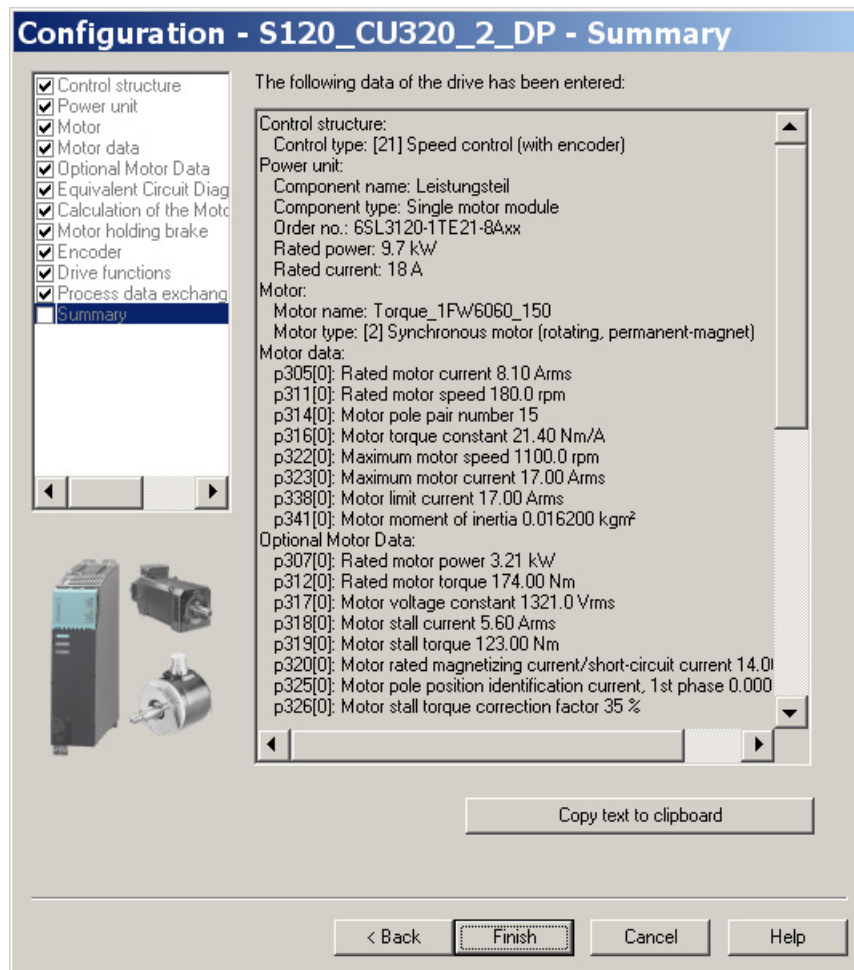 Configuration - S120_CU320_2_DP - Summary
Control structure
Power unit
Motor
Motor data
Optional Motor Data
Equivalent Circuit Diag
Calculation of the Moto
Motor holding brake
Encoder
Drive functions
Process data exchang
Summary
The following data of the drive has been entered:
Control structure:
Control type: [21] Speed control (with encoder)
Power unit:
Component name: Leistungsteil
Component type: Single motor module
Order no.: 6SL3120-1TE21-8Axx
Rated power: 9.7 kW
Rated current: 18 A
Motor:
Motor name: Torque_1FW6060_150
Motor type: [2] Synchronous motor (rotating, permanent-magnet)
Motor data:
p305[0]: Rated motor current 8.10 Arms
p311[0]: Rated motor speed 180.0 rpm
p314[0]: Motor pole pair number 15
p316[0]: Motor torque constant 21.40 Nm/A
p322[0]: Maximum motor speed 1100.0 rpm
p323[0]: Maximum motor current 17.00 Arms
p338[0]: Motor limit current 17.00 Arms
p341[0]: Motor moment of inertia 0.016200 kgm²
Optional Motor Data:
p307[0]: Rated motor power 3.21 kW
p312[0]: Rated motor torque 174.00 Nm
p317[0]: Motor voltage constant 1321.0 Vrms
p318[0]: Motor stall current 5.60 Arms
p319[0]: Motor stall torque 123.00 Nm
p320[0]: Motor rated magnetizing current/short-circuit current 14.0
p325[0]: Motor pole position identification current, 1st phase 0.000
p326[0]: Motor stall torque correction factor 35 %
Copy text to clipboard
< Back
Finish
Cancel
Help